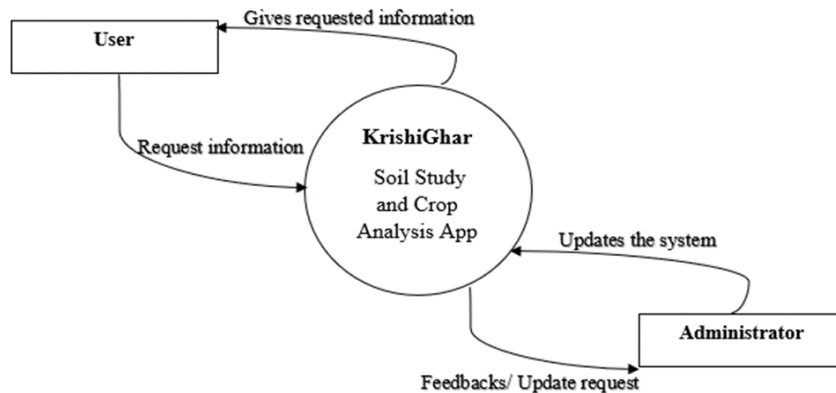 Gives requested information
User
Request information
KrishiGhar
Soil Study
and Crop
Analysis App
Updates the system
Administrator
Feedbacks/ Update request